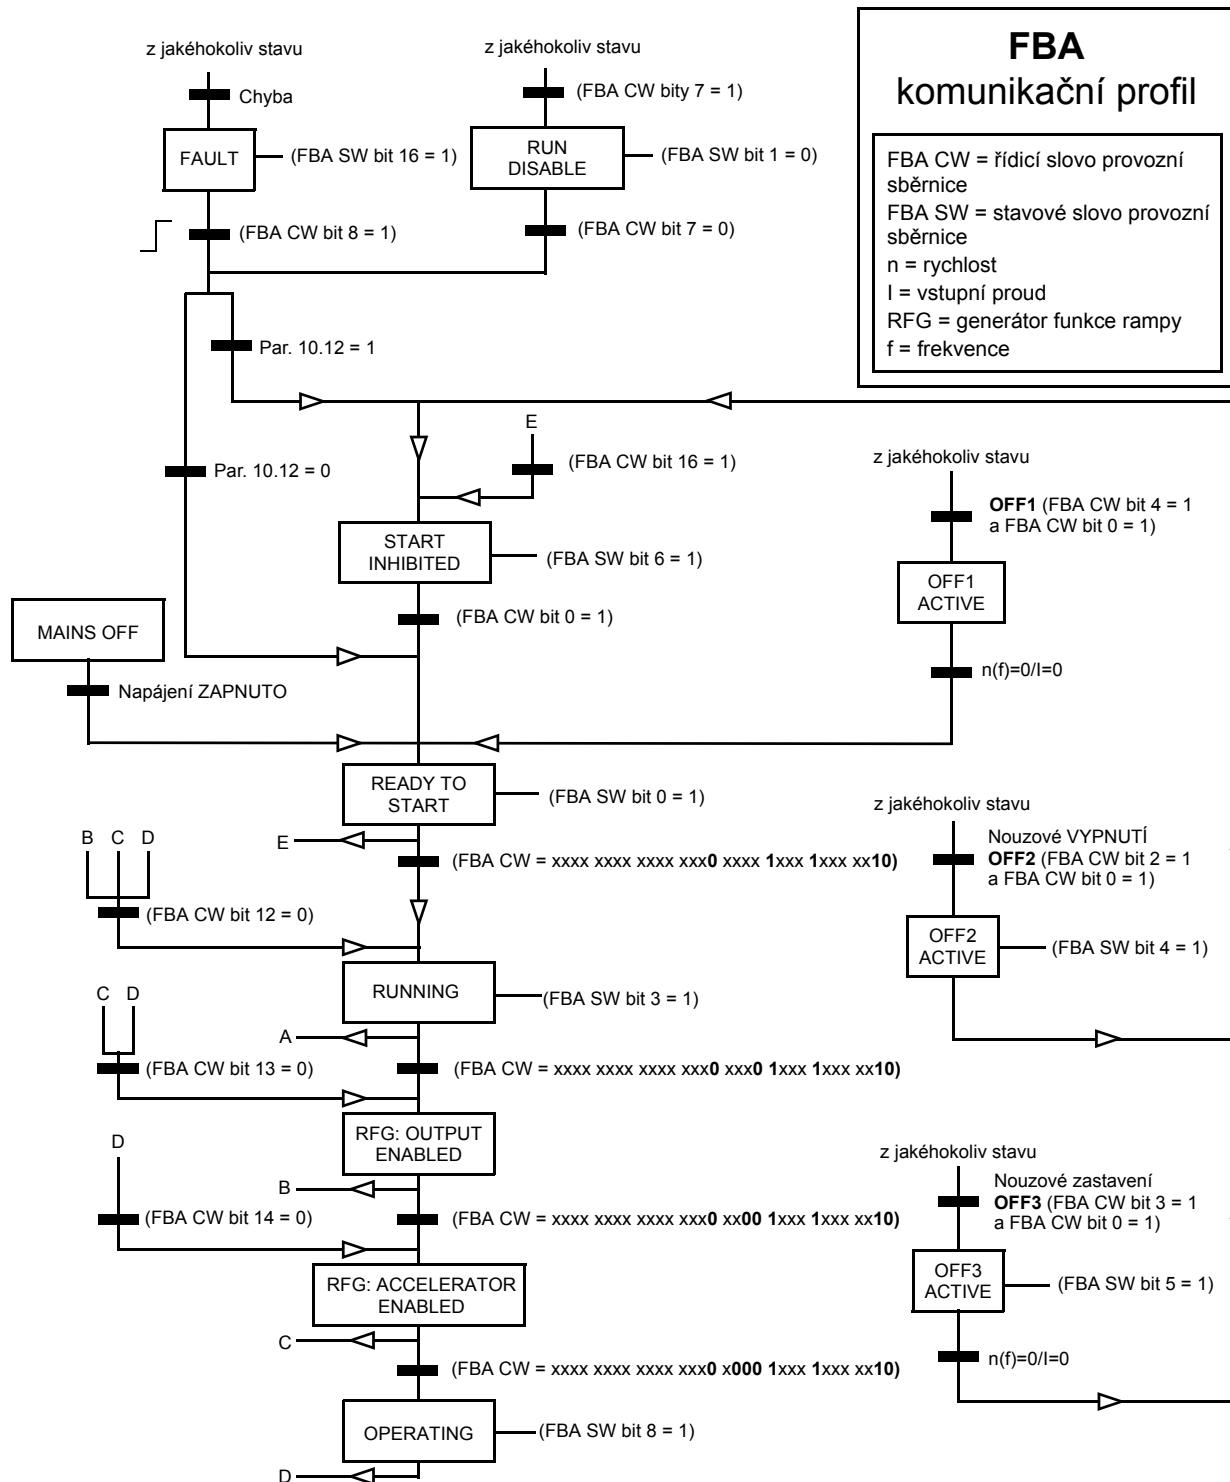 z jakéhokoliv stavu
Chyba
FAULT
(FBA SW bit 16 = 1)
(FBA CW bit 8 = 1)
z jakéhokoliv stavu
(FBA CW bity 7 = 1)
RUN
DISABLE
(FBA SW bit 1 = 0)
(FBA CW bit 7 = 0)
FBA
komunikační profil
FBA CW = řídicí slovo provozní
sběrnice
FBA SW = stavové slovo provozní
sběrnice
n = rychlost
I = vstupní proud
RFG = generátor funkce rampy
f = frekvence
Par. 10.12 = 1
Par. 10.12 = 0
E
(FBA CW bit 16 = 1)
START
INHIBITED
(FBA SW bit 6 = 1)
(FBA CW bit 0 = 1)
z jakéhokoliv stavu
OFF1 (FBA CW bit 4 = 1
a FBA CW bit 0 = 1)
OFF1
ACTIVE
n(f)=0/I=0
MAINS OFF
Napájení ZAPNUTO
READY TO
START
(FBA SW bit 0 = 1)
E
(FBA CW = xxxx xxxx xxxx xxx0 xxxx 1xxx 1xxx xx10)
B C D
(FBA CW bit 12 = 0)
z jakéhokoliv stavu
Nouzové VYPNUTÍ
OFF2 (FBA CW bit 2 = 1
a FBA CW bit 0 = 1)
OFF2
ACTIVE
(FBA SW bit 4 = 1)
RUNNING
(FBA SW bit 3 = 1)
A
C D
(FBA CW bit 13 = 0)
(FBA CW = xxxx xxxx xxxx xxx0 xxx0 1xxx 1xxx xx10)
RFG: OUTPUT
ENABLED
D
B
(FBA CW bit 14 = 0)
(FBA CW = xxxx xxxx xxxx xxx0 xx00 1xxx 1xxx xx10)
z jakéhokoliv stavu
Nouzové zastavení
OFF3 (FBA CW bit 3 = 1
a FBA CW bit 0 = 1)
OFF3
ACTIVE
(FBA SW bit 5 = 1)
n(f)=0/I=0
RFG: ACCELERATOR
ENABLED
C
(FBA CW = xxxx xxxx xxxx xxx0 x000 1xxx 1xxx xx10)
OPERATING
(FBA SW bit 8 = 1)
D